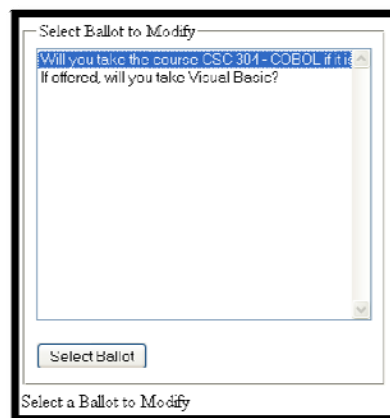 Select Ballot to Modify
Will you take the course CSC 304 - COBOL if it is
If offered, will you take Visual Basic?
Select Ballot
Select a Ballot to Modify